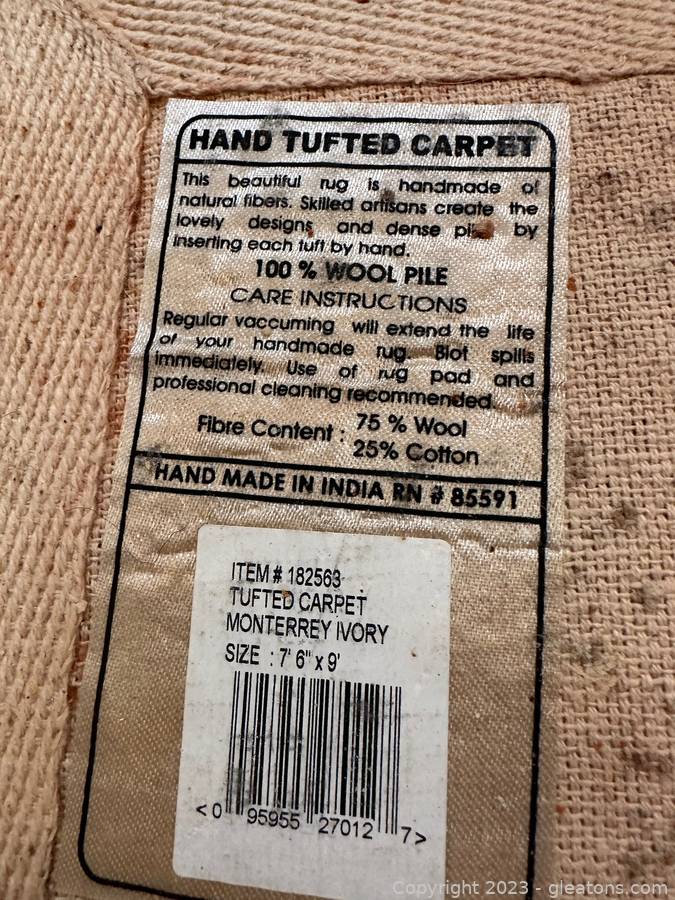 HAND TUFTED CARPET
This beautiful rug is handmade of
natural fibers. Skilled artisans create the
lovely designs and dense by
inserting each tuft by hand.
100 % WOOL PILE
CARE INSTRUCTIONS
Regular vaccuming will extend the life
of your handmade rug. Blot spills
immediately. Use of rug pad and
professional cleaning recommended.
Fibre Content : 75 % Wool
25% Cotton
HAND MADE IN INDIA RN # 85591
ITEM # 182563
TUFTED CARPET
MONTERREY IVORY
SIZE : 7' 6" x 9'
<0 95955 27012 7>
Copyright 2023 - gleatons.com